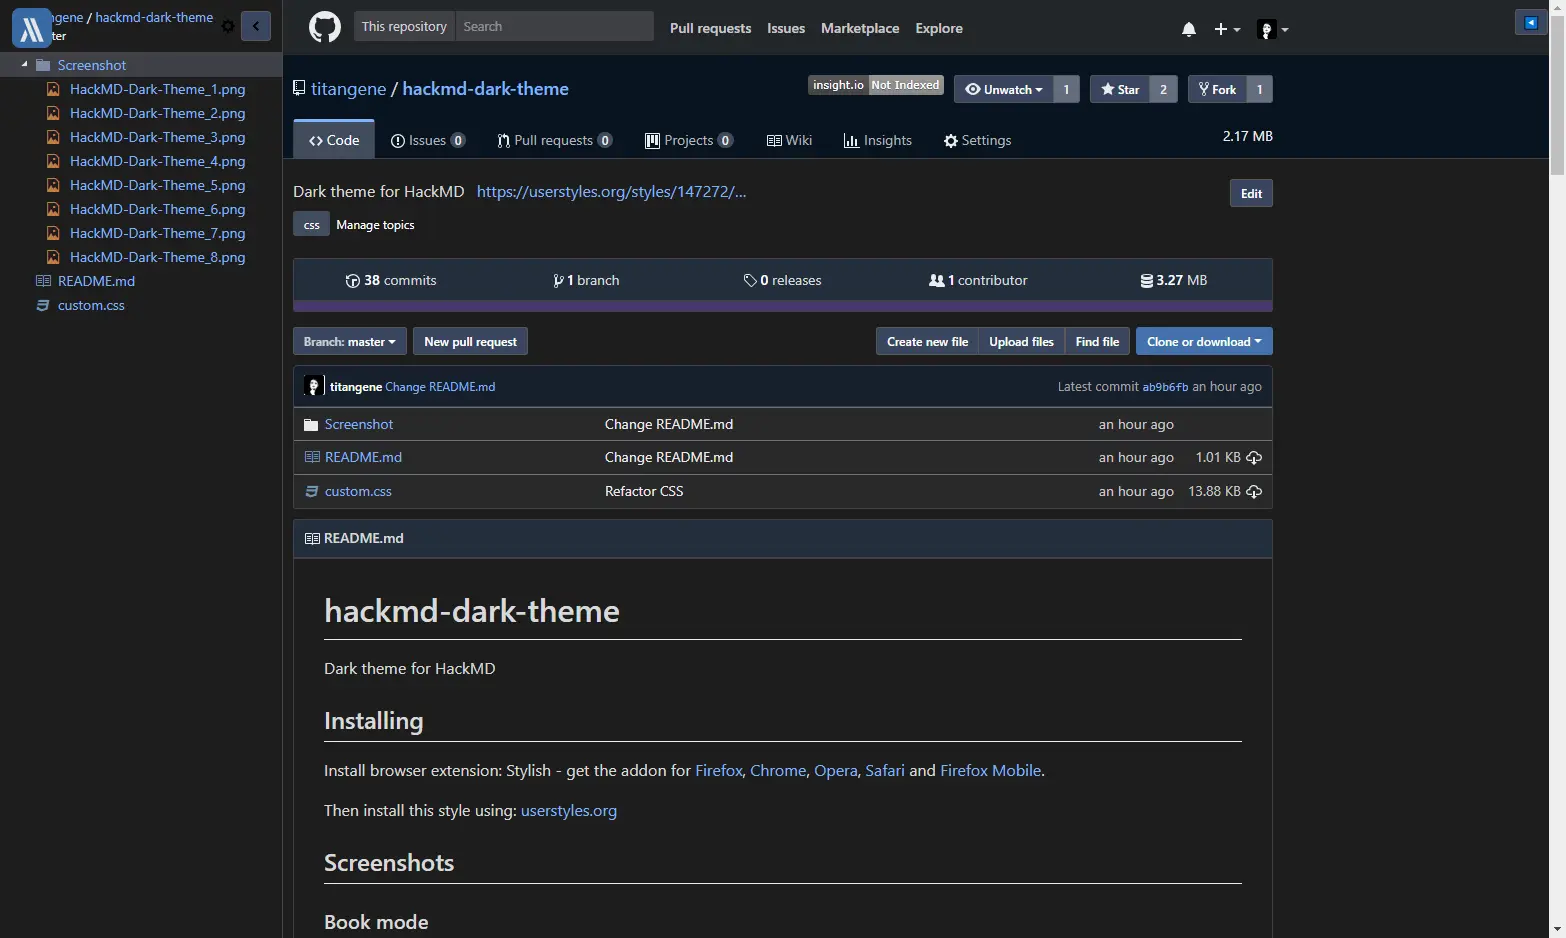 ngene / hackmd-dark-theme
ter
Screenshot
HackMD-Dark-Theme_1.png
HackMD-Dark-Theme_2.png
HackMD-Dark-Theme_3.png
HackMD-Dark-Theme_4.png
HackMD-Dark-Theme_5.png
HackMD-Dark-Theme_6.png
HackMD-Dark-Theme_7.png
HackMD-Dark-Theme_8.png
README.md
custom.css
This repository Search Pull requests Issues Marketplace Explore
titangene / hackmd-dark-theme insight.io Not Indexed Unwatch 1 Star 2 Fork 1
Code Issues 0 Pull requests 0 Projects 0 Wiki Insights Settings 2.17 MB
Dark theme for HackMD https://userstyles.org/styles/147272/... Edit
css Manage topics
38 commits 1 branch 0 releases 1 contributor 3.27 MB
Branch: master New pull request Create new file Upload files Find file Clone or download
titangene Change README.md Latest commit ab9b6fb an hour ago
Screenshot Change README.md an hour ago
README.md Change README.md an hour ago 1.01 KB
custom.css Refactor CSS an hour ago 13.88 KB
README.md
hackmd-dark-theme
Dark theme for HackMD
Installing
Install browser extension: Stylish - get the addon for Firefox, Chrome, Opera, Safari and Firefox Mobile.
Then install this style using: userstyles.org
Screenshots
Book mode